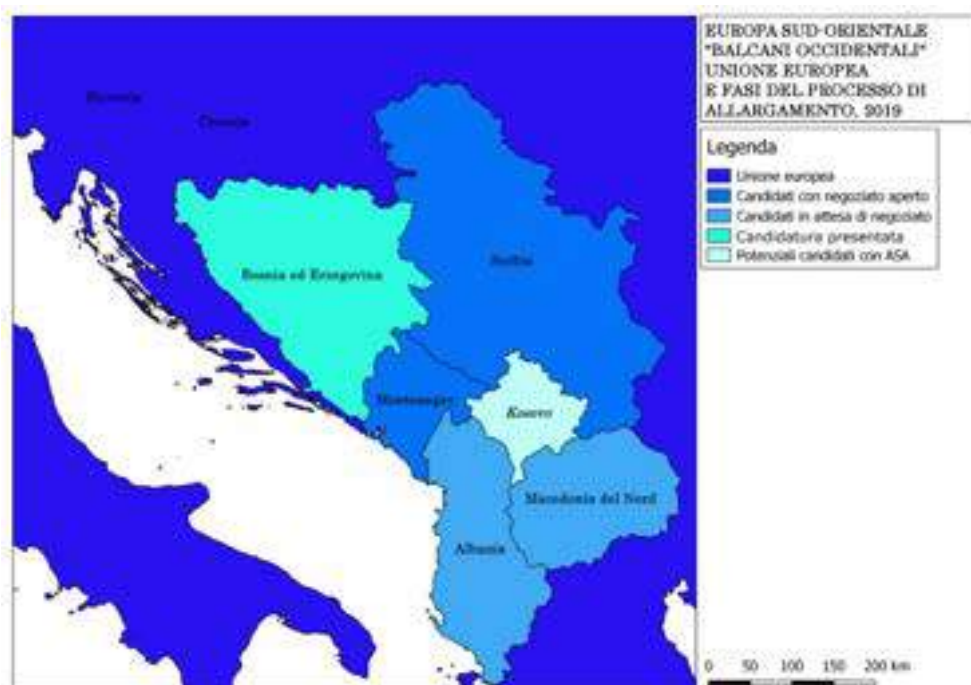 EUROPA SUD-ORIENTALE
"BALCANI OCCIDENTALI"
UNIONE EUROPEA
E FASI DEL PROCESSO DI
ALLARGAMENTO, 2019
Legenda
Unione europea
Candidati con negoziato aperto
Candidati in attesa di negoziato
Candidatura presentata
Potenziali candidati con ASA
Slovenia
Croazia
Serbia
Bosnia ed Erzegovina
Montenegro
Kosovo
Macedonia del Nord
Albania
0 50 100 150 200 km